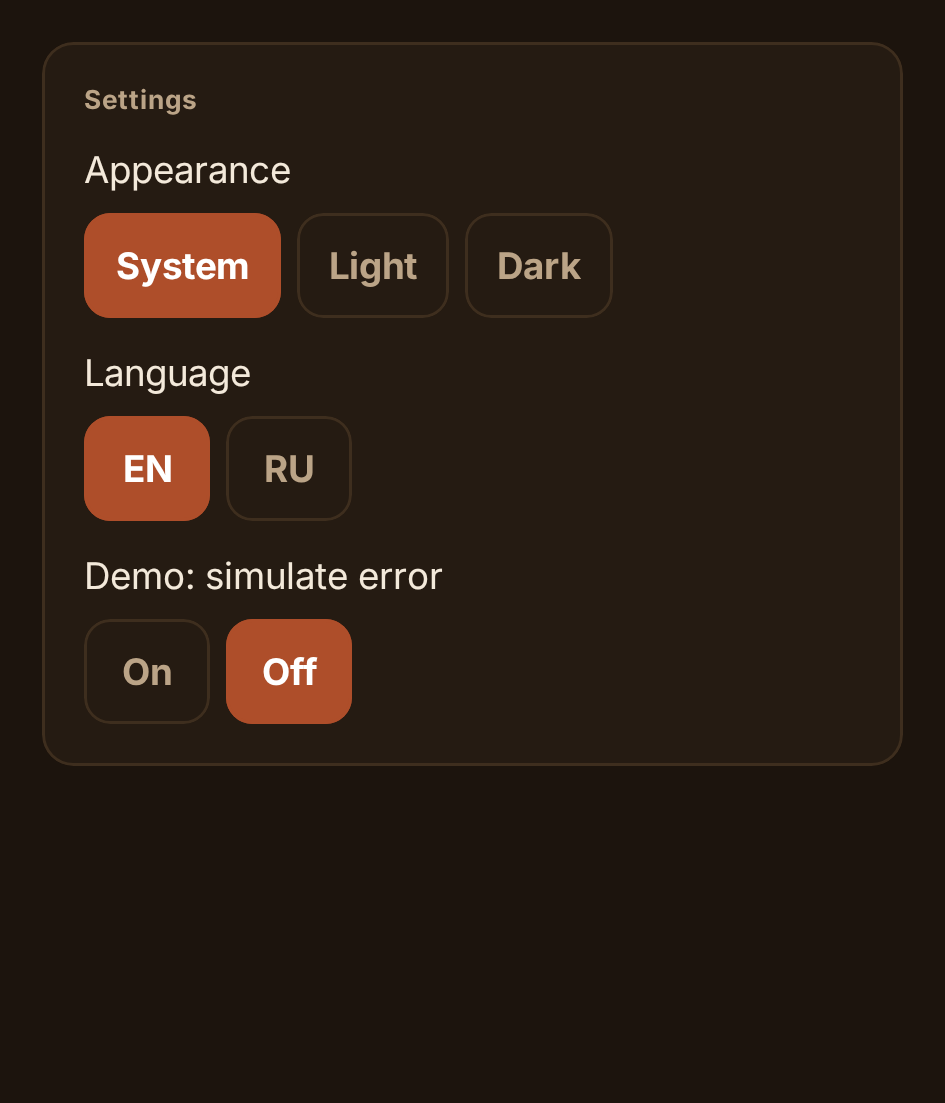 Settings
Appearance
System Light Dark
Language
EN RU
Demo: simulate error
On Off